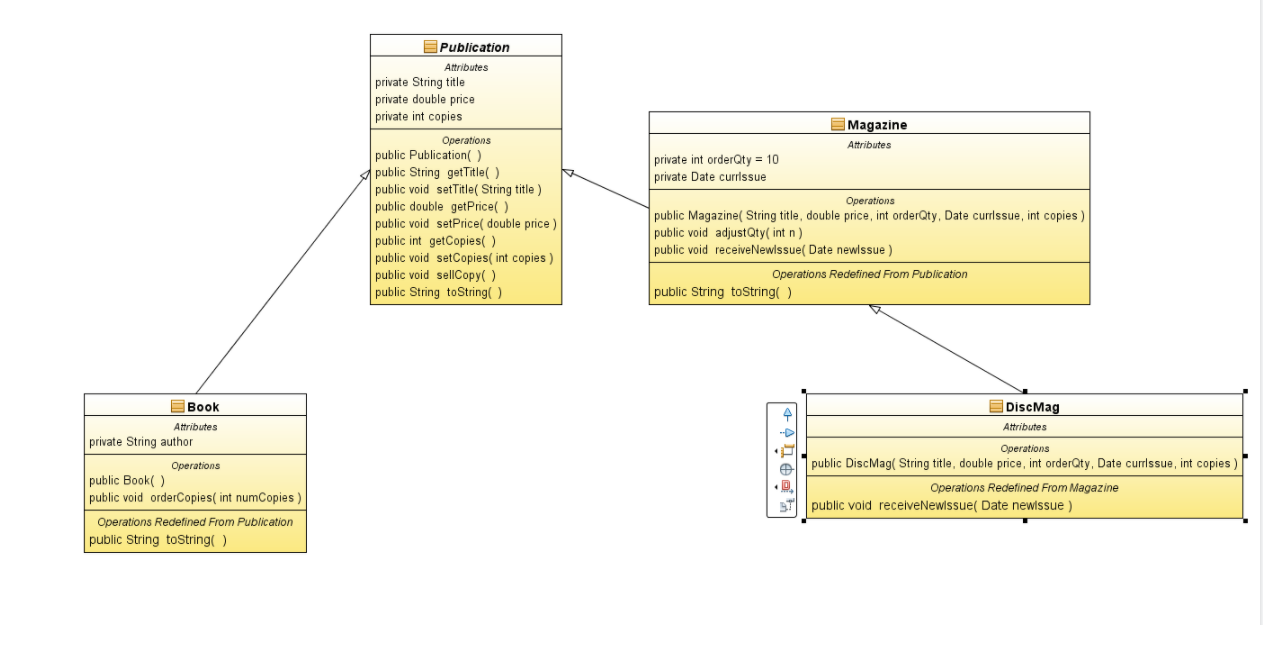 Publication
Attributes
private String title
private double price
private int copies
Operations
public Publication( )
public String getTitle( )
public void setTitle( String title )
public double getPrice( )
public void setPrice( double price )
public int getCopies( )
public void setCopies( int copies )
public void sellCopy( )
public String toString( )
Magazine
Attributes
private int orderQty = 10
private Date currIssue
Operations
public Magazine( String title, double price, int orderQty, Date currIssue, int copies )
public void adjustQty( int n )
public void receiveNewIssue( Date newIssue )
Operations Redefined From Publication
public String toString( )
Book
Attributes
private String author
Operations
public Book( )
public void orderCopies( int numCopies )
Operations Redefined From Publication
public String toString( )
DiscMag
Attributes
Operations
public DiscMag( String title, double price, int orderQty, Date currIssue, int copies )
Operations Redefined From Magazine
public void receiveNewIssue( Date newIssue )